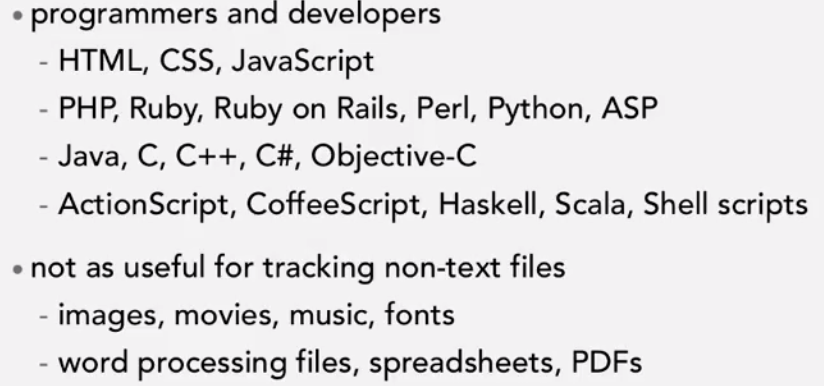 • programmers and developers
- HTML, CSS, JavaScript
- PHP, Ruby, Ruby on Rails, Perl, Python, ASP
- Java, C, C++, C#, Objective-C
- ActionScript, CoffeeScript, Haskell, Scala, Shell scripts
• not as useful for tracking non-text files
- images, movies, music, fonts
- word processing files, spreadsheets, PDFs